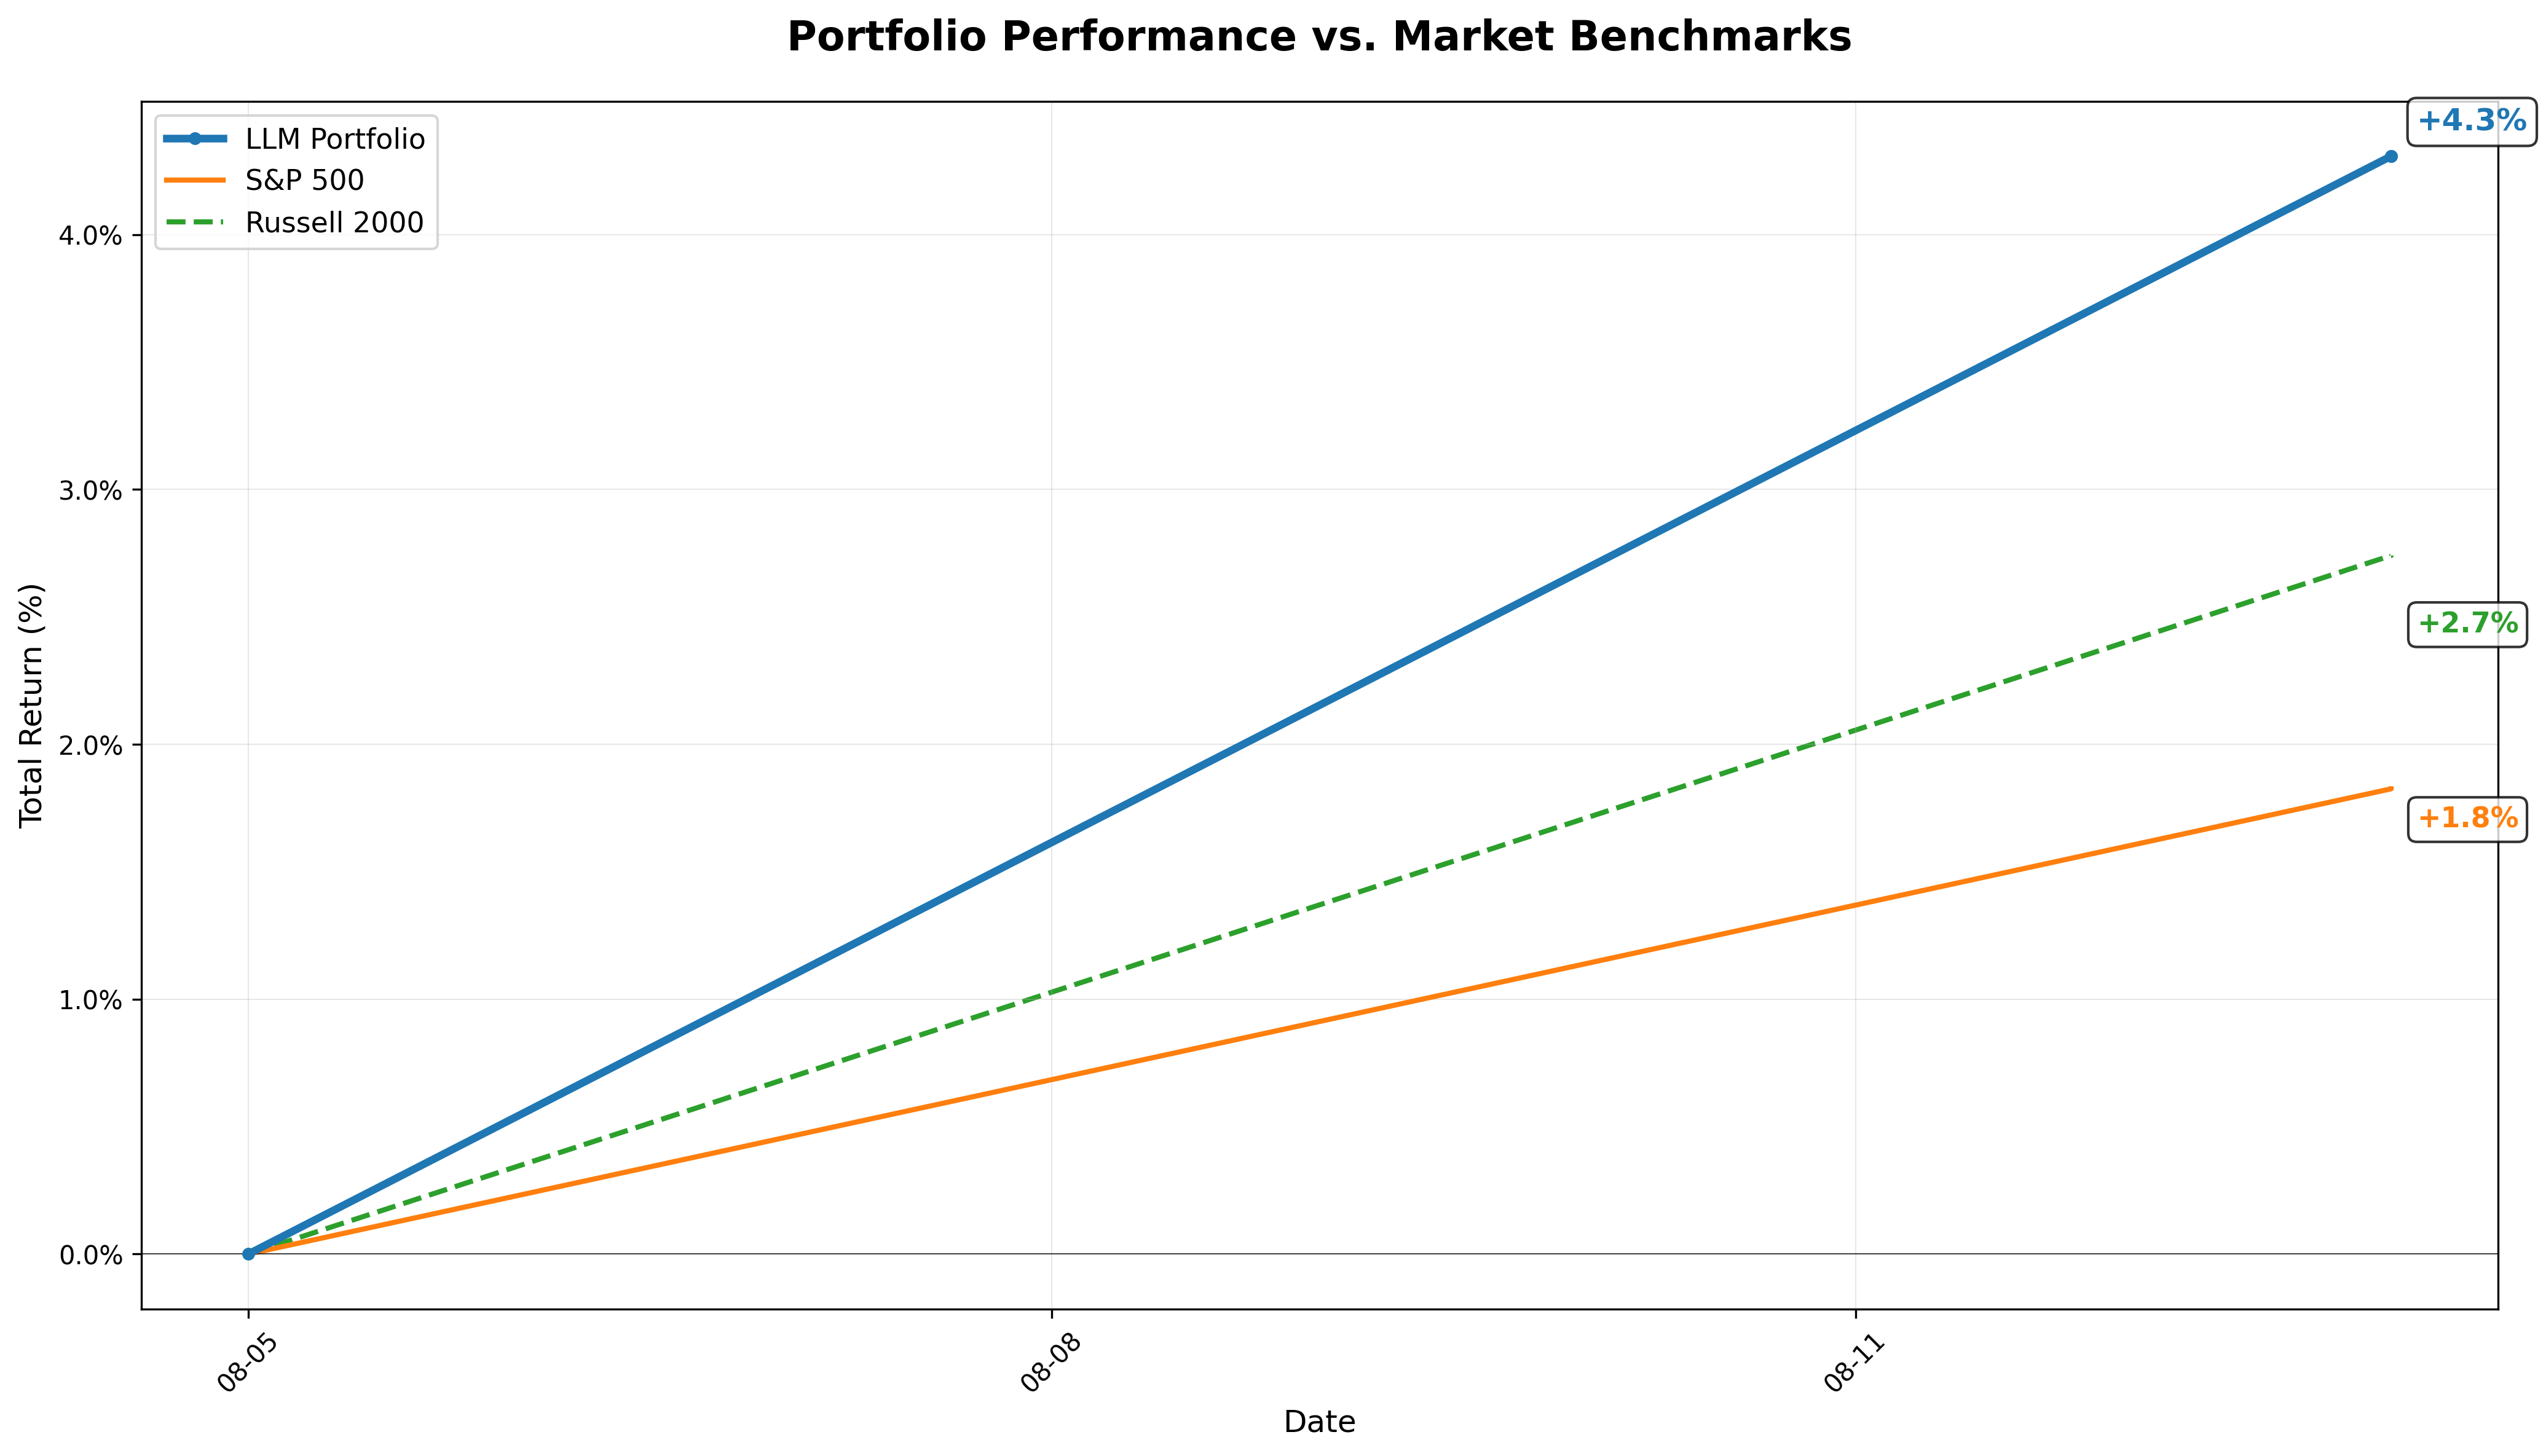 Portfolio Performance vs. Market Benchmarks
LLM Portfolio
S&P 500
Russell 2000
+4.3%
+2.7%
+1.8%
4.0%
3.0%
2.0%
1.0%
0.0%
Total Return (%)
08-05
08-08
08-11
Date